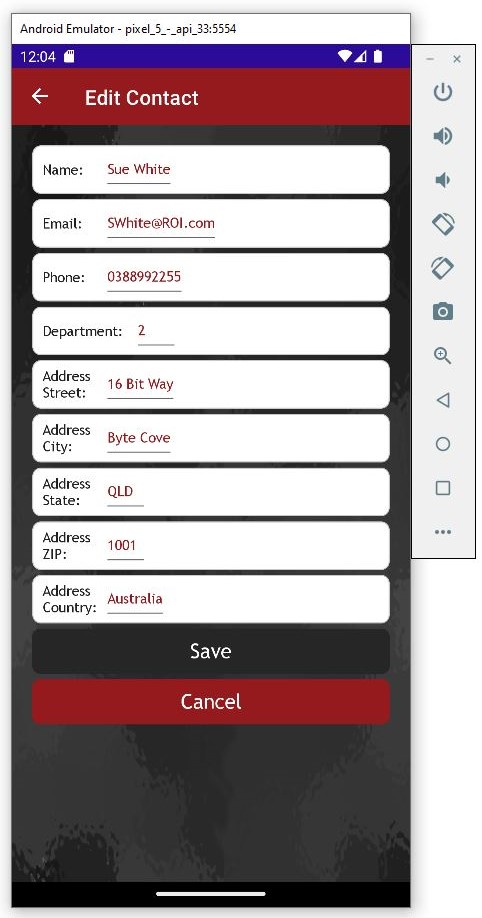 Android Emulator - pixel_5_-_api_33:5554
12:04
Edit Contact
Name: Sue White
Email: SWhite@ROI.com
Phone: 0388992255
Department: 2
Address
Street: 16 Bit Way
Address
City: Byte Cove
Address
State: QLD
Address
ZIP: 1001
Address
Country: Australia
Save
Cancel